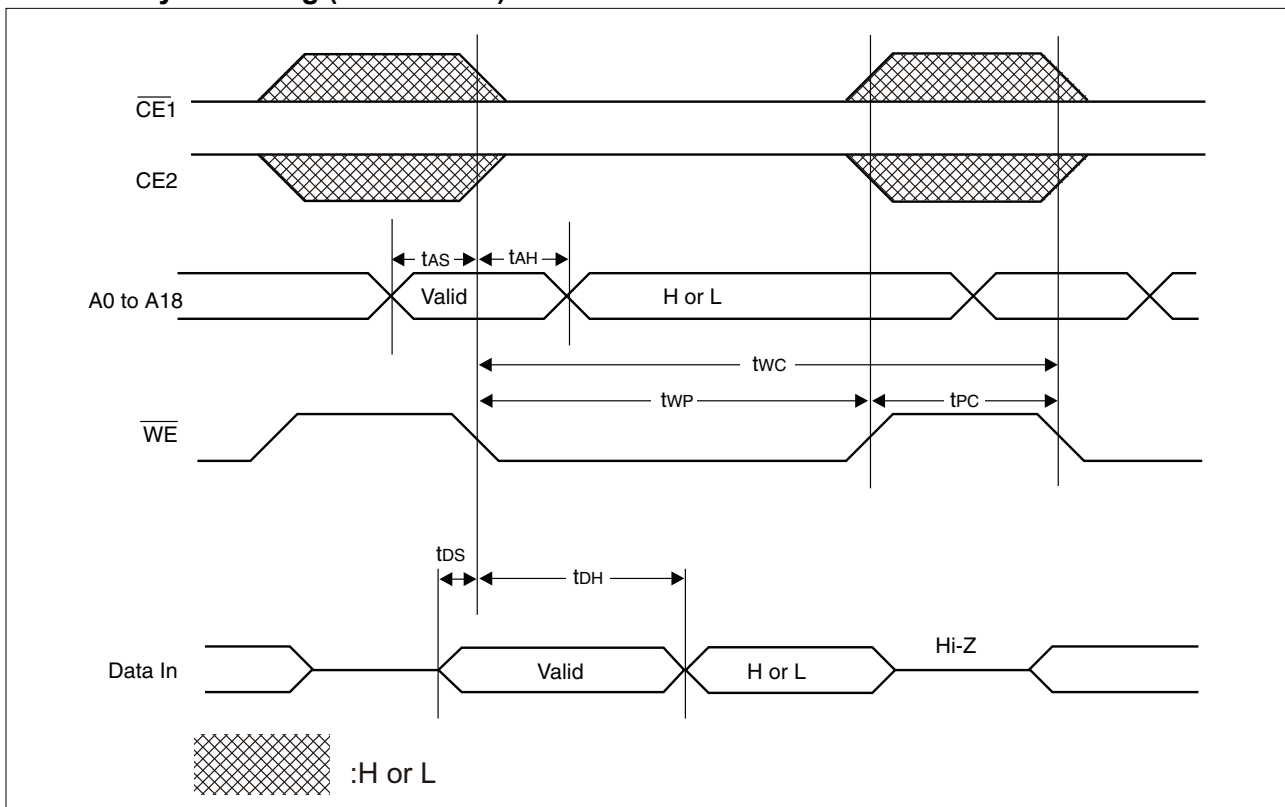 CE1
CE2
tAS
tAH
A0 to A18
Valid
H or L
tWC
tWP
tPC
WE
tDS
tDH
Hi-Z
Data In
Valid
H or L
:H or L